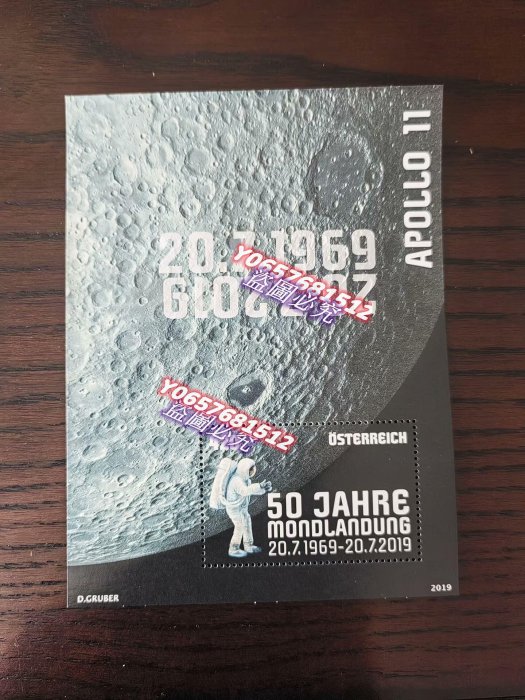 APOLLO 11
20.7.1969
20.7.2019
Y0657681512
盜圖必究
Y0657681512
盜圖必究
ÖSTERREICH
50 JAHRE
MONDLANDUNG
20.7.1969-20.7.2019
D.GRUBER
2019